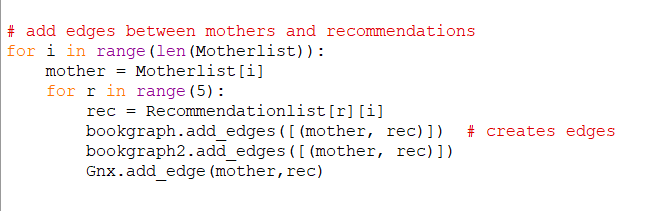 # add edges between mothers and recommendations
for i in range(len(Motherlist)):
    mother = Motherlist[i]
    for r in range(5):
        rec = Recommendationlist[r][i]
        bookgraph.add_edges([(mother, rec)])  # creates edges
        bookgraph2.add_edges([(mother, rec)])
        Gnx.add_edge(mother,rec)